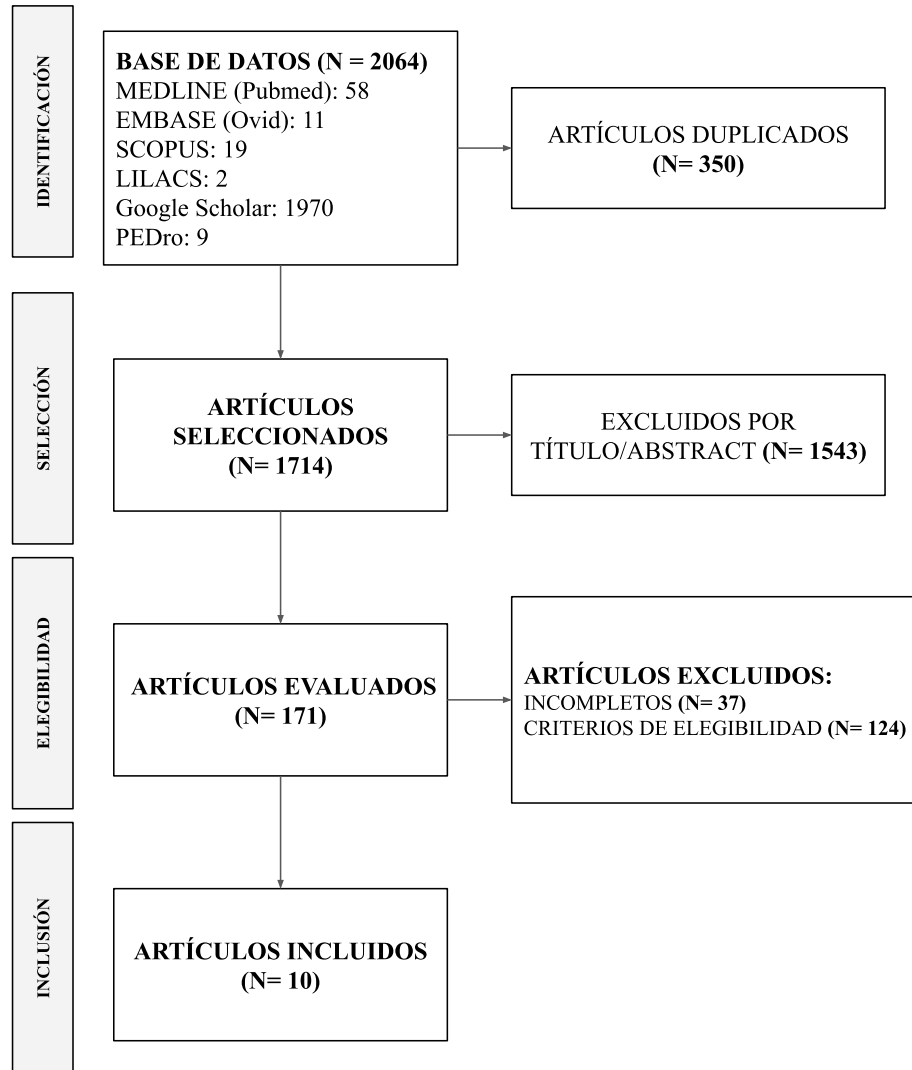 IDENTIFICACIÓN
BASE DE DATOS (N = 2064)
MEDLINE (Pubmed): 58
EMBASE (Ovid): 11
SCOPUS: 19
LILACS: 2
Google Scholar: 1970
PEDro: 9
ARTÍCULOS DUPLICADOS
(N= 350)
SELECCIÓN
ARTÍCULOS
SELECCIONADOS
(N= 1714)
EXCLUIDOS POR
TÍTULO/ABSTRACT (N= 1543)
ELEGIBILIDAD
ARTÍCULOS EVALUADOS
(N= 171)
ARTÍCULOS EXCLUIDOS:
INCOMPLETOS (N= 37)
CRITERIOS DE ELEGIBILIDAD (N= 124)
INCLUSIÓN
ARTÍCULOS INCLUIDOS
(N= 10)